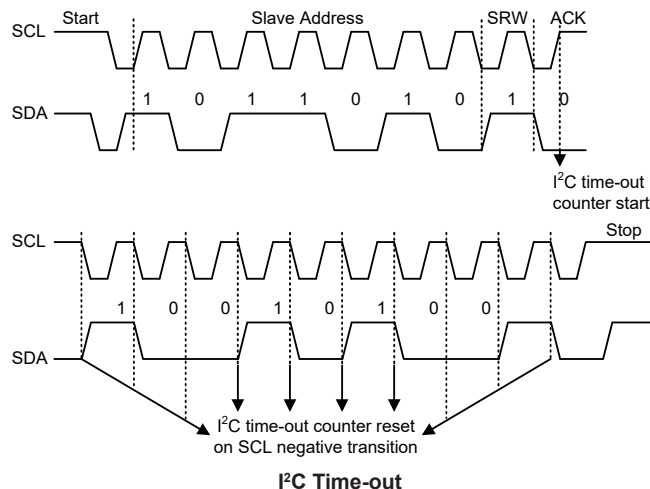 Start Slave Address SRW ACK
SCL
1 0 1 1 0 1 0 1 0
SDA
I²C time-out
counter start
Stop
SCL
1 0 0 1 0 1 0 0
SDA
I²C time-out counter reset
on SCL negative transition
I²C Time-out